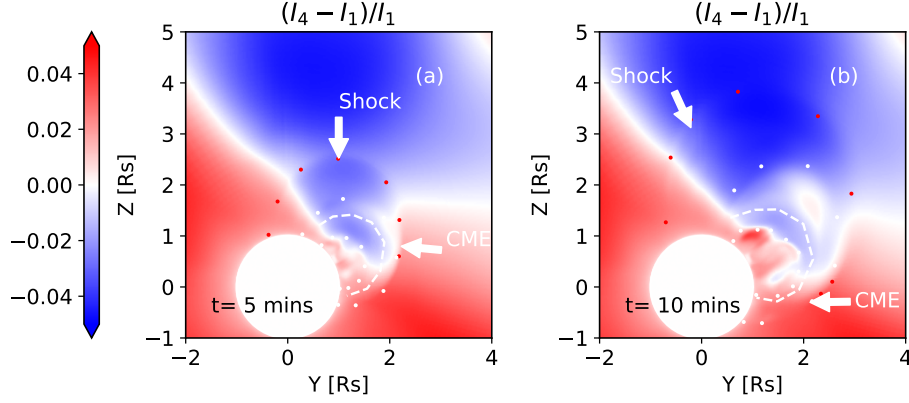 (I₄ − I₁)/I₁
(I₄ − I₁)/I₁
0.04
0.02
0.00
−0.02
−0.04
Z [Rs]
5
4
3
2
1
0
−1
(a)
Shock
CME
t= 5 mins
−2
0
2
4
Y [Rs]
Z [Rs]
5
4
3
2
1
0
−1
(b)
Shock
CME
t= 10 mins
−2
0
2
4
Y [Rs]